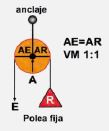 anclaje
AE AR
AE=AR
VM 1:1
A
E
R
Polea fija